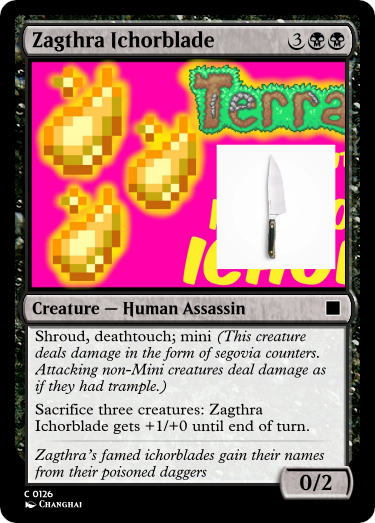 Zagthra Ichorblade 3
Terra
Ichor
Creature — Human Assassin
Shroud, deathtouch; mini (This creature
deals damage in the form of segovia counters.
Attacking non-Mini creatures deal damage as
if they had trample.)
Sacrifice three creatures: Zagthra
Ichorblade gets +1/+0 until end of turn.
Zagthra's famed ichorblades gain their names
from their poisoned daggers
0/2
C 0126
Changhai